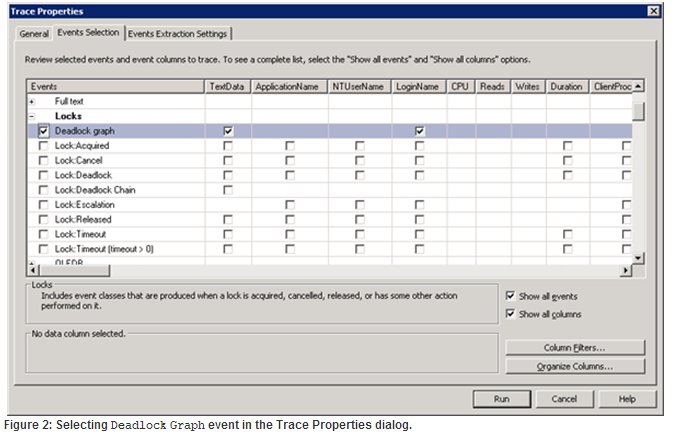 Trace Properties
General Events Selection Events Extraction Settings
Review selected events and event columns to trace. To see a complete list, select the "Show all events" and "Show all columns" options.
Events TextData ApplicationName NTUserName LoginName CPU Reads Writes Duration ClientProc
Full text
Locks
Deadlock graph
Lock:Acquired
Lock:Cancel
Lock:Deadlock
Lock:Deadlock Chain
Lock:Escalation
Lock:Released
Lock:Timeout
Lock:Timeout (timeout > 0)
OLEDB
Locks
Includes event classes that are produced when a lock is acquired, cancelled, released, or has some other action
performed on it.
Show all events
Show all columns
No data column selected.
Column Filters...
Organize Columns...
Run Cancel Help
Figure 2: Selecting Deadlock Graph event in the Trace Properties dialog.